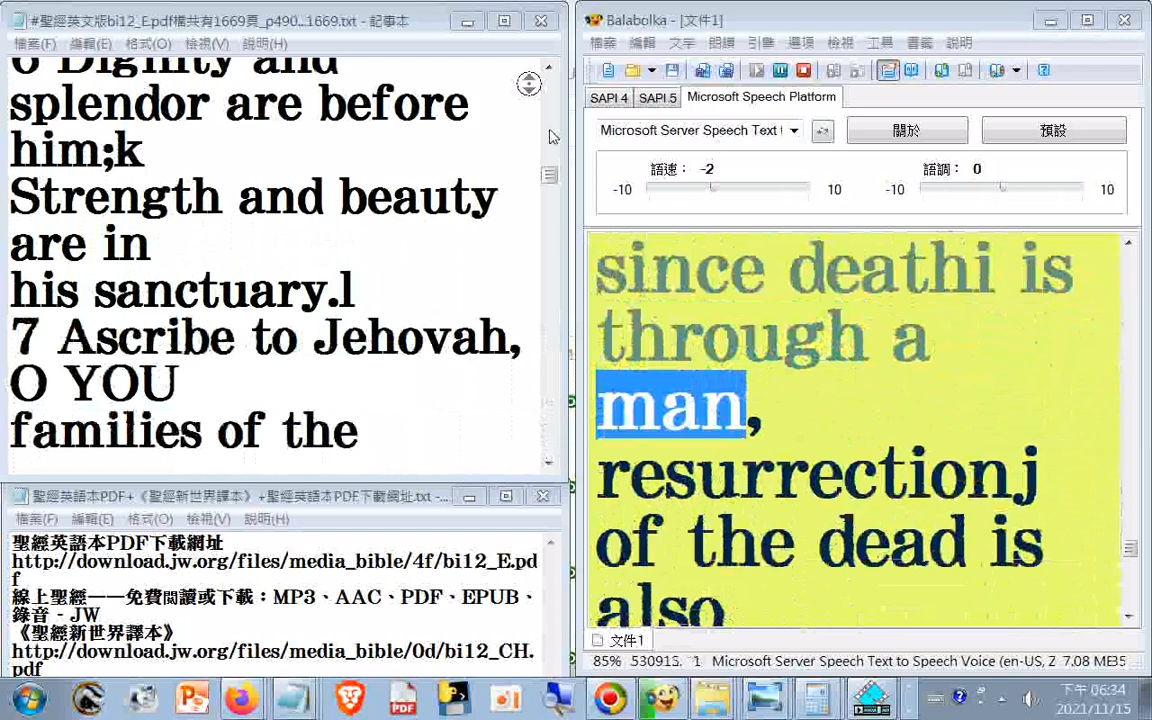 #聖經英文版bi12_E.pdf構共有1669頁_p490...1669.txt - 記事本
檔案(F) 編輯(E) 格式(O) 檢視(V) 說明(H)
6 Dignity and
splendor are before
him;k
Strength and beauty
are in
his sanctuary.l
7 Ascribe to Jehovah,
O YOU
families of the
聖經英語本PDF+《聖經新世界譯本》+聖經英語本PDF下載網址.txt -...
檔案(F) 編輯(E) 格式(O) 檢視(V) 說明(H)
聖經英語本PDF下載網址
http://download.jw.org/files/media_bible/4f/bi12_E.pd
f
線上聖經——免費閱讀或下載：MP3、AAC、PDF、EPUB、
錄音 - JW
《聖經新世界譯本》
http://download.jw.org/files/media_bible/0d/bi12_CH.
pdf
Balabolka - [文件1]
檔案 編輯 文字 朗讀 引擎 選項 檢視 工具 書籤 說明
SAPI 4 SAPI 5 Microsoft Speech Platform
Microsoft Server Speech Text 關於 預設
語速： -2 語調： 0
-10 10 -10 10
since deathi is
through a
man,
resurrectionj
of the dead is
also
文件1
85% 530913. 1 Microsoft Server Speech Text to Speech Voice (en-US, Z 7.08 MB
下午 06:34
2021/11/15